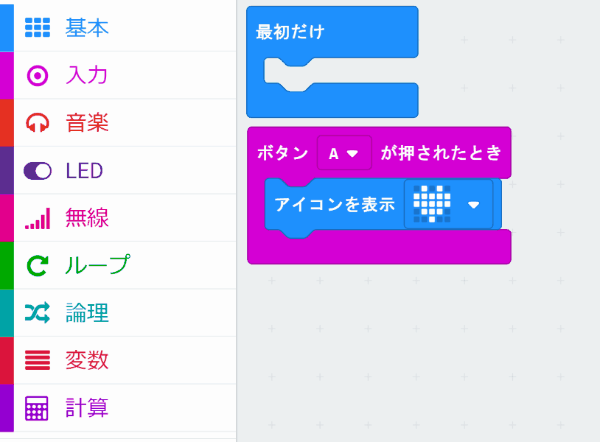 基本
入力
音楽
LED
無線
ループ
論理
変数
計算
最初だけ
ボタン A が押されたとき
アイコンを表示